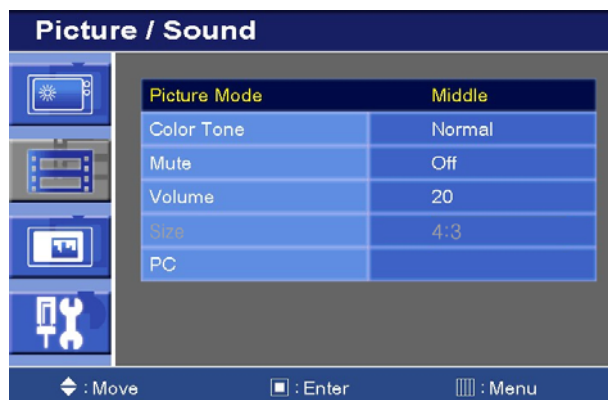 Picture / Sound
Picture Mode Middle
Color Tone Normal
Mute Off
Volume 20
Size 4:3
PC
: Move : Enter : Menu